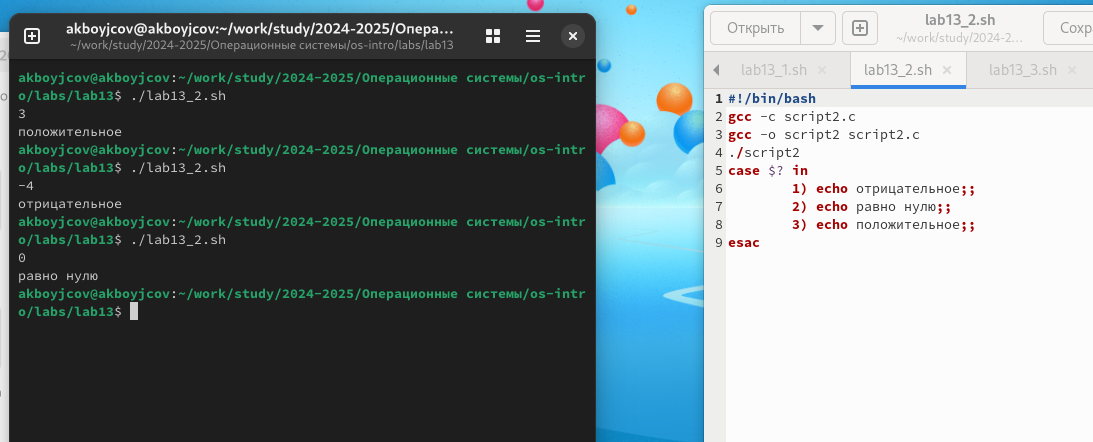 akboyjcov@akboyjcov:~/work/study/2024-2025/Опера...
~/work/study/2024-2025/Операционные системы/os-intro/labs/lab13
akboyjcov@akboyjcov:~/work/study/2024-2025/Операционные системы/os-intr
o/labs/lab13$ ./lab13_2.sh
3
положительное
akboyjcov@akboyjcov:~/work/study/2024-2025/Операционные системы/os-intr
o/labs/lab13$ ./lab13_2.sh
-4
отрицательное
akboyjcov@akboyjcov:~/work/study/2024-2025/Операционные системы/os-intr
o/labs/lab13$ ./lab13_2.sh
0
равно нулю
akboyjcov@akboyjcov:~/work/study/2024-2025/Операционные системы/os-intr
o/labs/lab13$
Открыть
lab13_2.sh
~/work/study/2024-2...
Сохр
lab13_1.sh
lab13_2.sh
lab13_3.sh
1 #!/bin/bash
2 gcc -c script2.c
3 gcc -o script2 script2.c
4 ./script2
5 case $? in
6 1) echo отрицательное;;
7 2) echo равно нулю;;
8 3) echo положительное;;
9 esac